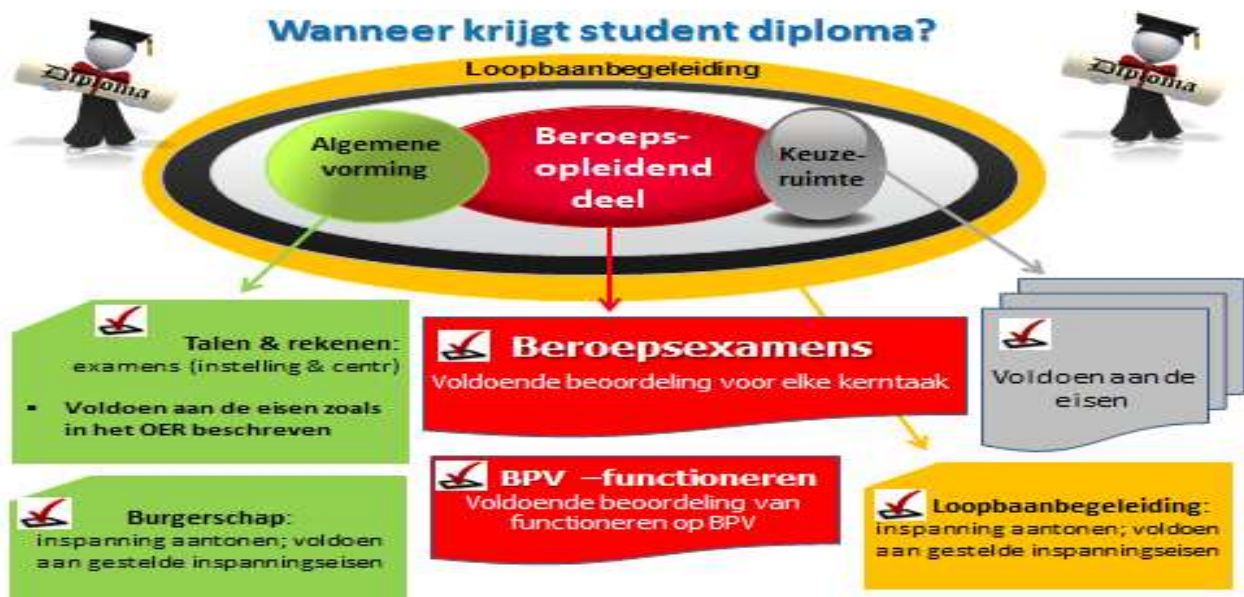 Wanneer krijgt student diploma?
Diploma
Diploma
Loopbaanbegeleiding
Algemene
vorming
Beroeps-
opleidend
deel
Keuze-
ruimte
Talen & rekenen:
examens (instelling & centr)
▪ Voldoen aan de eisen zoals
in het OER beschreven
Beroepsexamens
Voldoende beoordeling voor elke kerntaak
Voldoen aan de
eisen
Burgerschap:
inspanning aantonen; voldoen
aan gestelde inspanningseisen
BPV –functioneren
Voldoende beoordeling van
functioneren op BPV
Loopbaanbegeleiding:
inspanning aantonen; voldoen
aan gestelde inspanningseisen